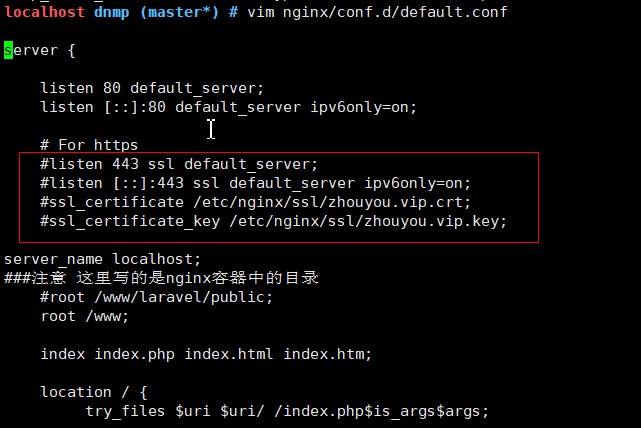 localhost dnmp (master*) # vim nginx/conf.d/default.conf
server {
listen 80 default_server;
listen [::]:80 default_server ipv6only=on;
# For https
#listen 443 ssl default_server;
#listen [::]:443 ssl default_server ipv6only=on;
#ssl_certificate /etc/nginx/ssl/zhouyou.vip.crt;
#ssl_certificate_key /etc/nginx/ssl/zhouyou.vip.key;
server_name localhost;
###注意 这里写的是nginx容器中的目录
#root /www/laravel/public;
root /www;
index index.php index.html index.htm;
location / {
try_files $uri $uri/ /index.php$is_args$args;